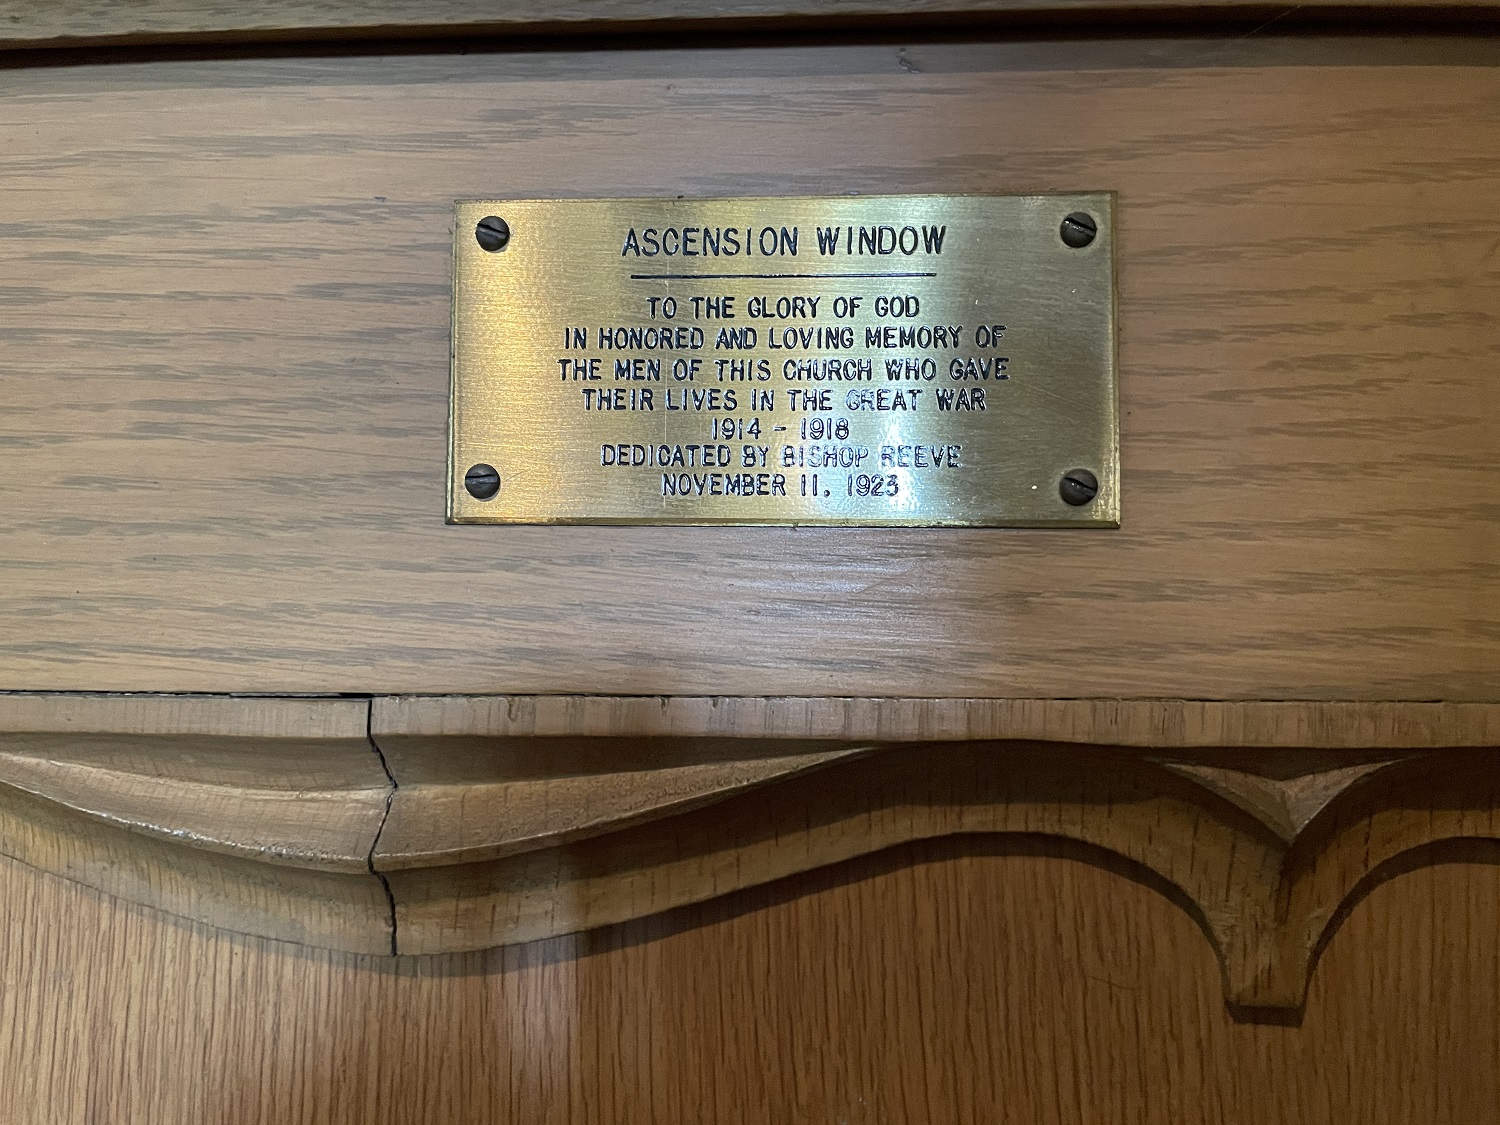 ASCENSION WINDOW
TO THE GLORY OF GOD
IN HONORED AND LOVING MEMORY OF
THE MEN OF THIS CHURCH WHO GAVE
THEIR LIVES IN THE GREAT WAR
1914 - 1918
DEDICATED BY BISHOP REEVE
NOVEMBER 11, 1923